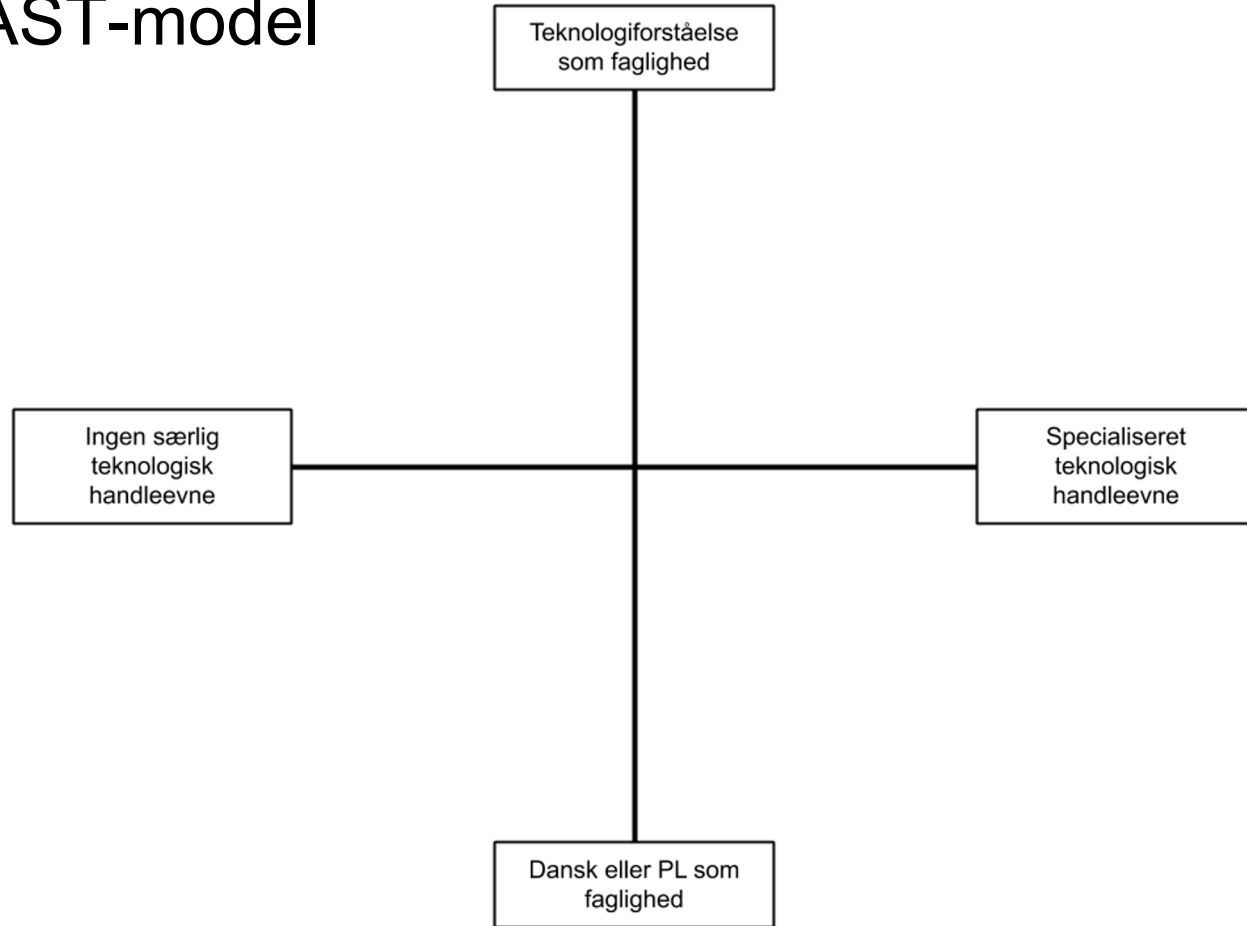 AST-model
Teknologiforståelse
som faglighed
Ingen særlig
teknologisk
handleevne
Specialiseret
teknologisk
handleevne
Dansk eller PL som
faglighed